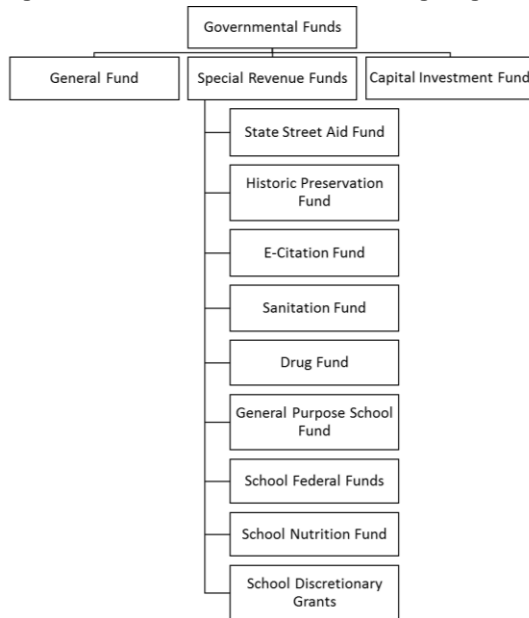 Governmental Funds
General Fund
Special Revenue Funds
Capital Investment Fund
State Street Aid Fund
Historic Preservation
Fund
E-Citation Fund
Sanitation Fund
Drug Fund
General Purpose School
Fund
School Federal Funds
School Nutrition Fund
School Discretionary
Grants